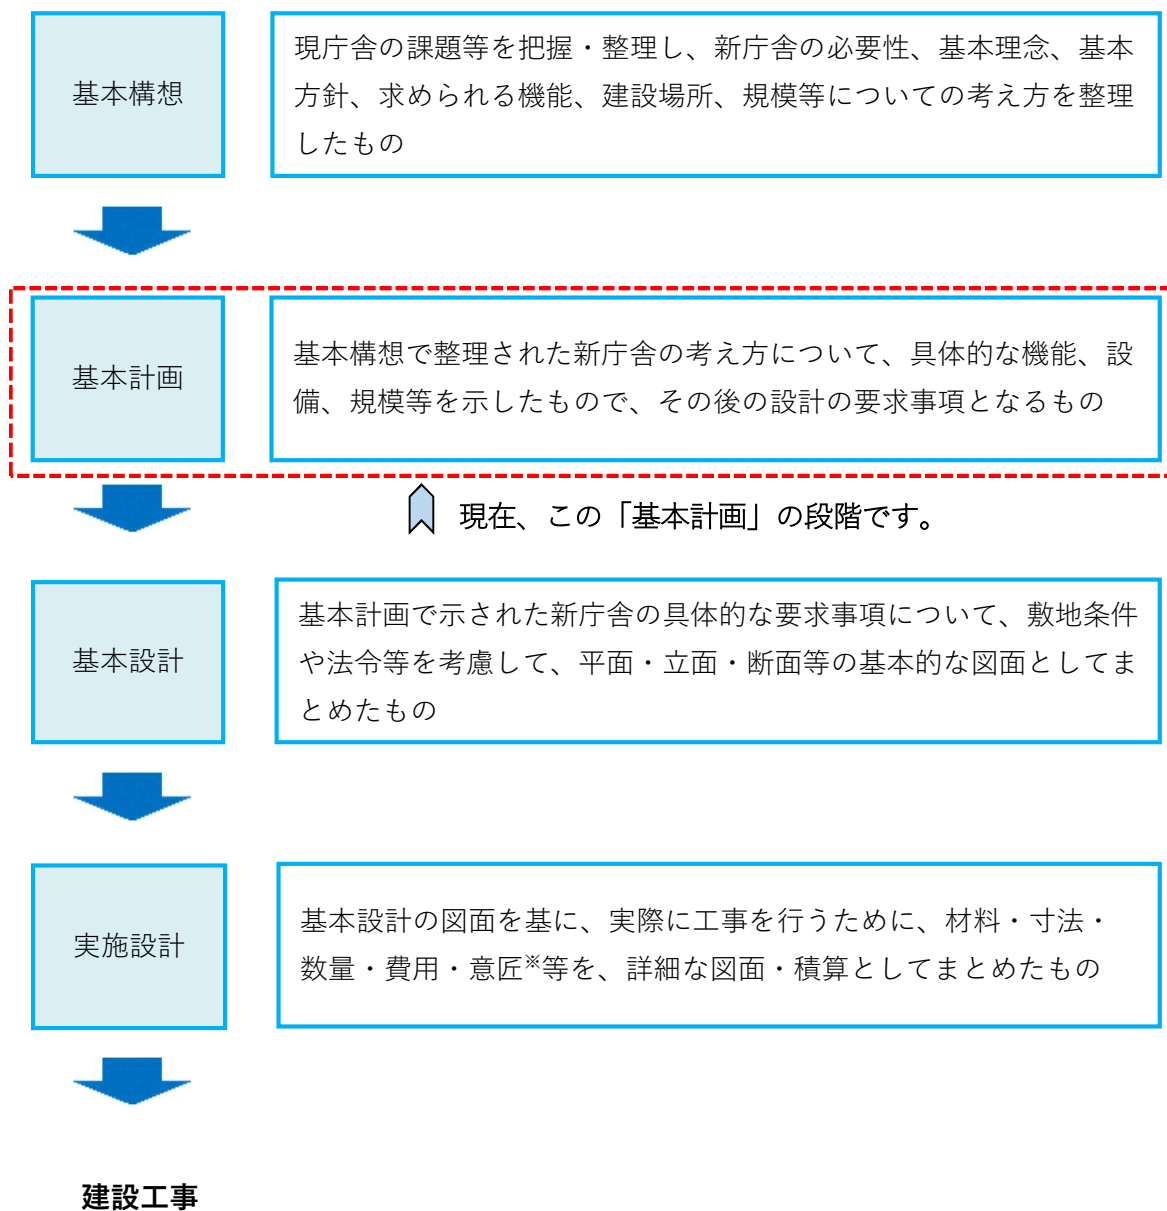 基本構想
現庁舎の課題等を把握・整理し、新庁舎の必要性、基本理念、基本
方針、求められる機能、建設場所、規模等についての考え方を整理
したもの
基本計画
基本構想で整理された新庁舎の考え方について、具体的な機能、設
備、規模等を示したもので、その後の設計の要求事項となるもの
現在、この「基本計画」の段階です。
基本設計
基本計画で示された新庁舎の具体的な要求事項について、敷地条件
や法令等を考慮して、平面・立面・断面等の基本的な図面としてま
とめたもの
実施設計
基本設計の図面を基に、実際に工事を行うために、材料・寸法・
数量・費用・意匠※等を、詳細な図面・積算としてまとめたもの
建設工事